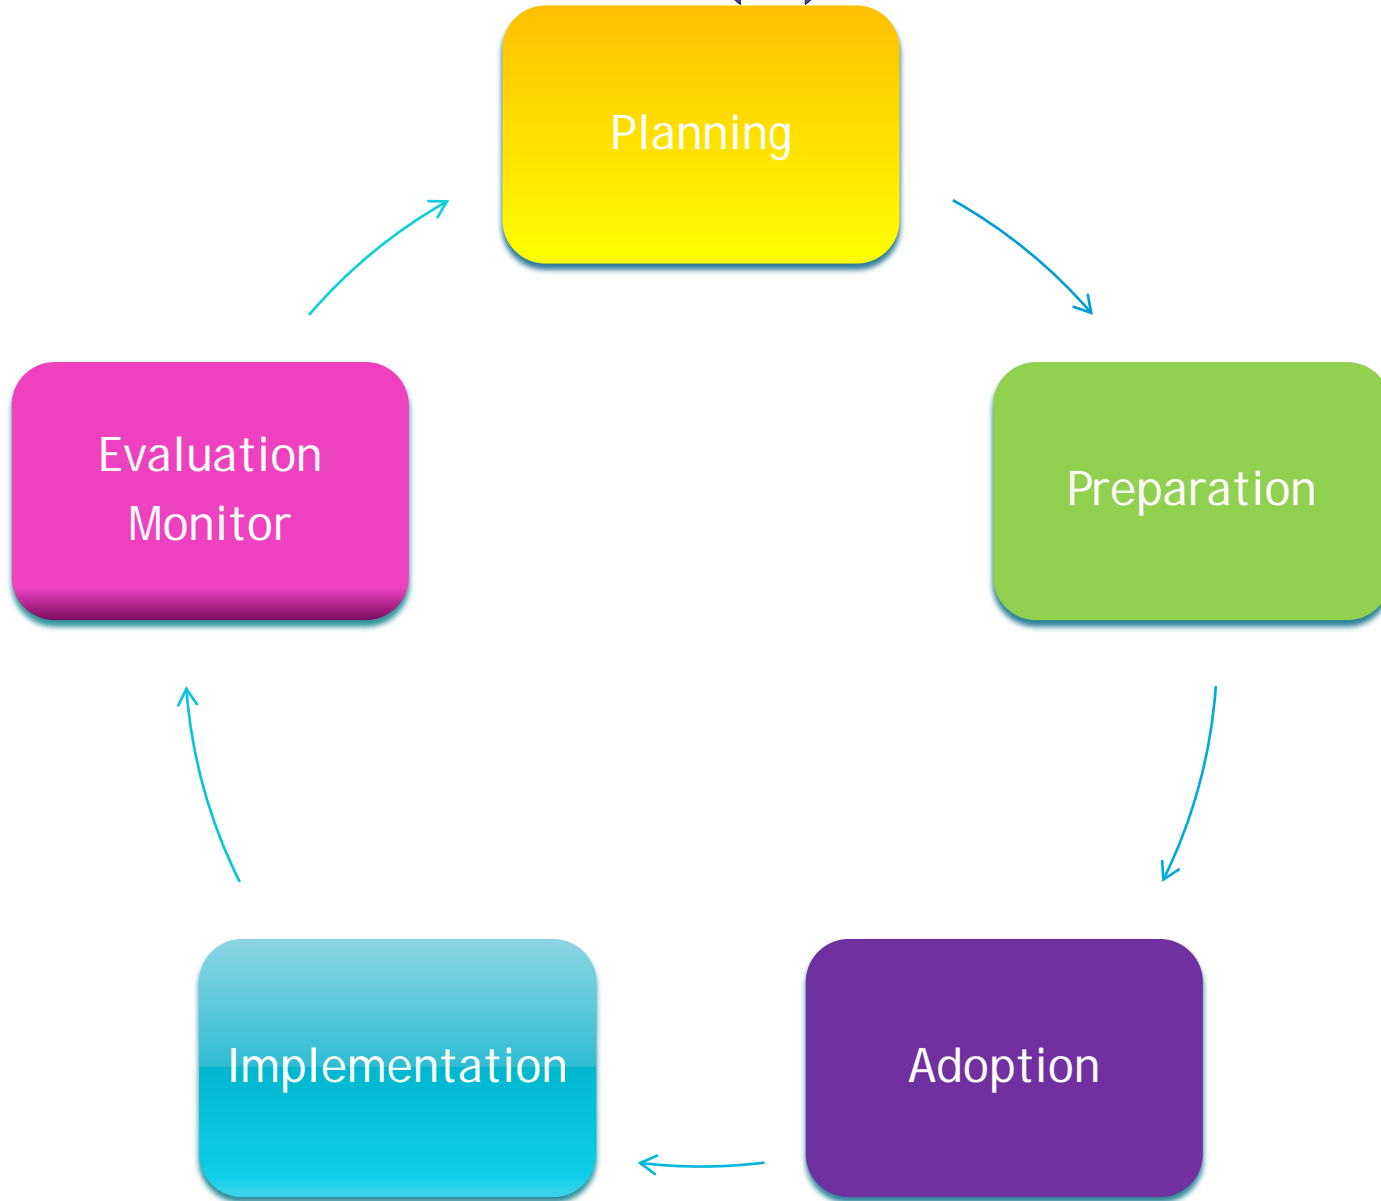 Planning
Preparation
Adoption
Implementation
Evaluation
Monitor